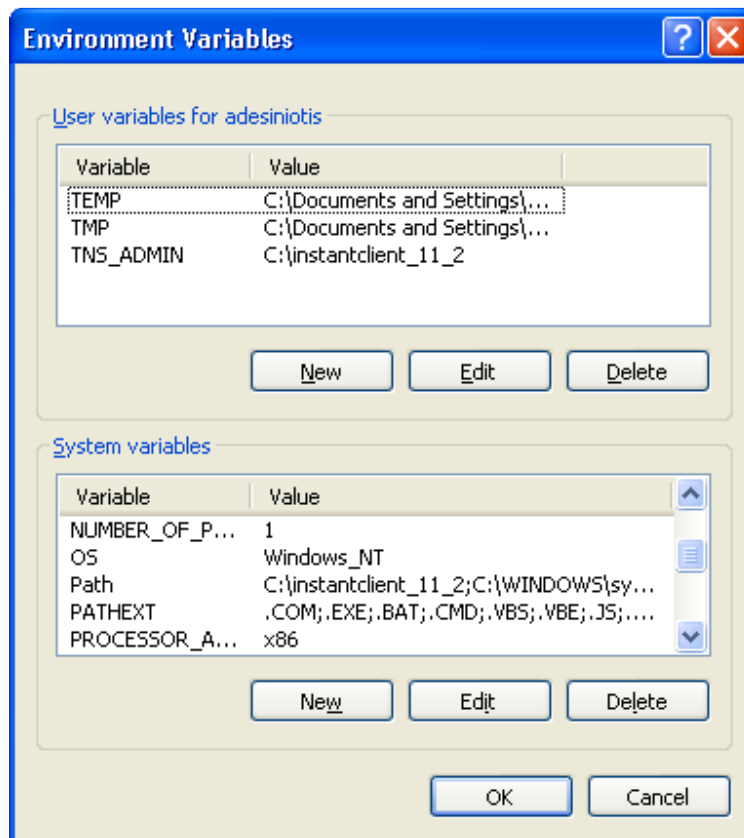 Environment Variables
User variables for adesiniotis
Variable Value
TEMP C:\Documents and Settings\...
TMP C:\Documents and Settings\...
TNS_ADMIN C:\instantclient_11_2
New Edit Delete
System variables
Variable Value
NUMBER_OF_P... 1
OS Windows_NT
Path C:\instantclient_11_2;C:\WINDOWS\sy...
PATHEXT .COM;.EXE;.BAT;.CMD;.VBS;.VBE;.JS;....
PROCESSOR_A... x86
New Edit Delete
OK Cancel